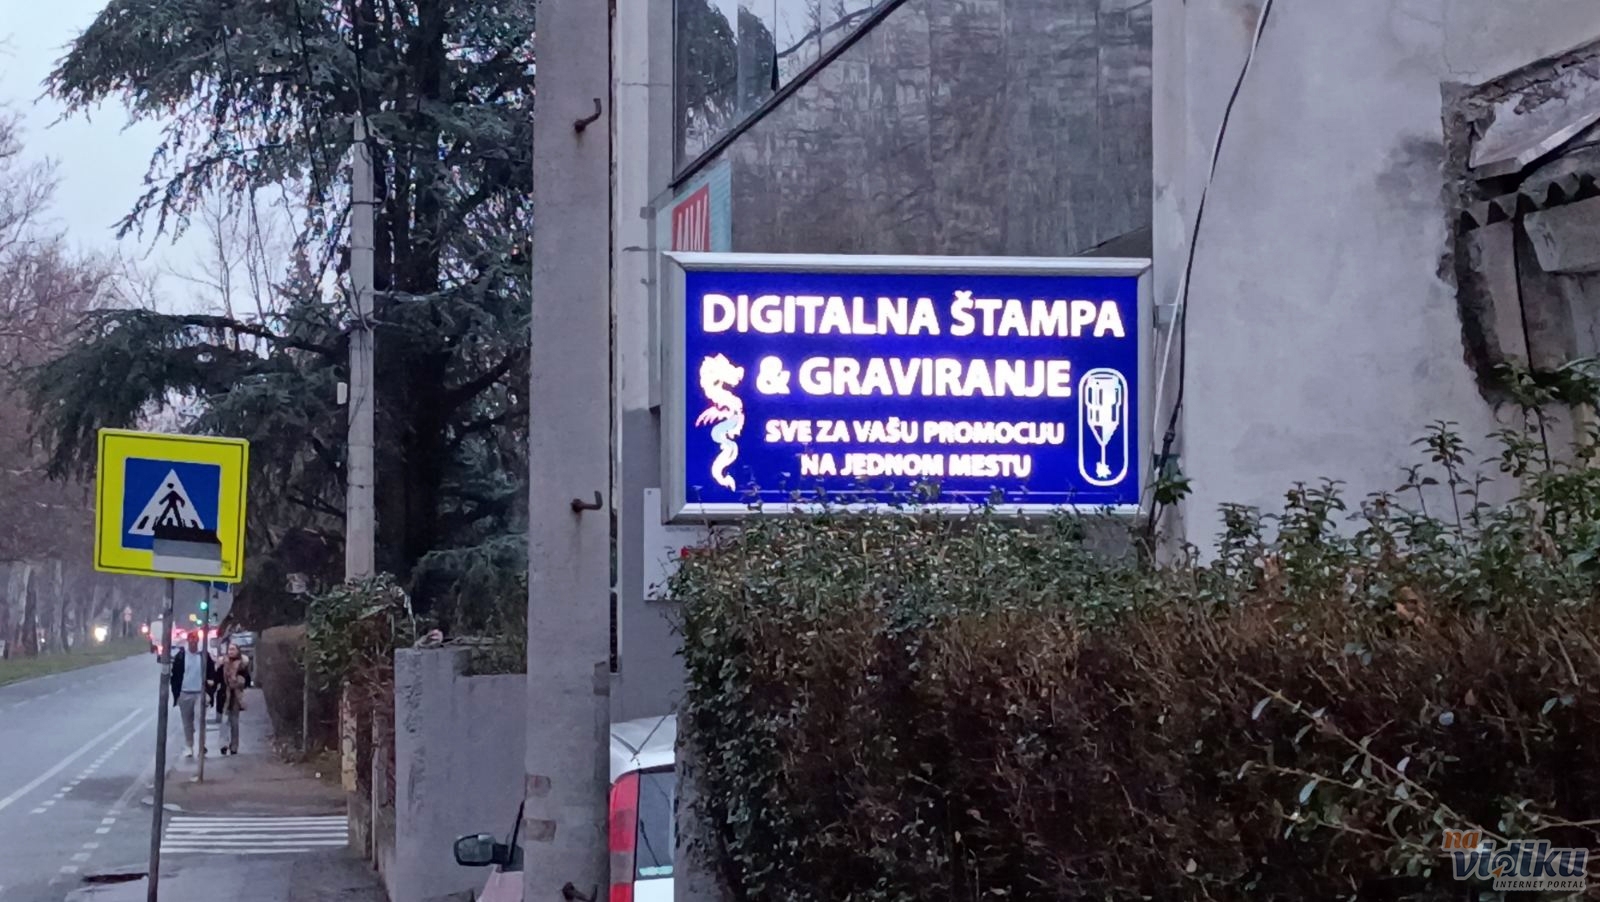 DIGITALNA ŠTAMPA
& GRAVIRANJE
SVE ZA VAŠU PROMOCIJU
NA JEDNOM MESTU
na
vidiku
INTERNET PORTAL